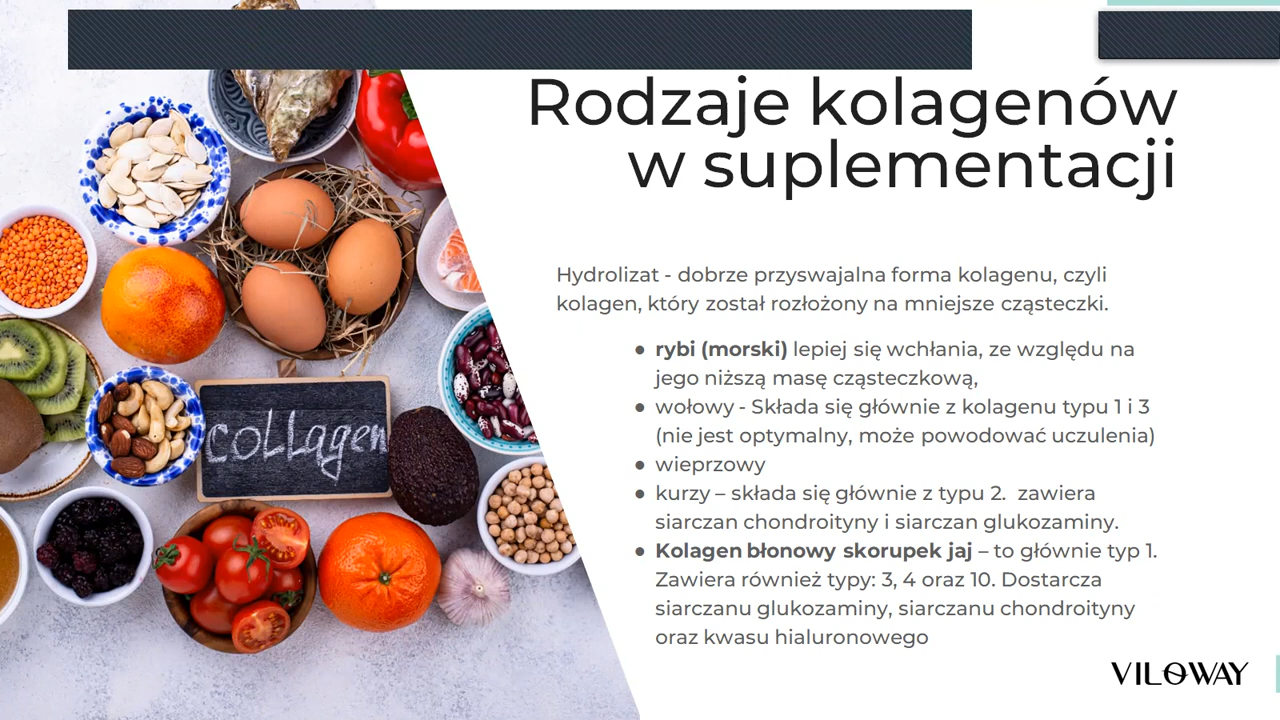 Rodzaje kolagenów
w suplementacji
Hydrolizat - dobrze przyswajalna forma kolagenu, czyli
kolagen, który został rozłożony na mniejsze cząsteczki.
● rybi (morski) lepiej się wchłania, ze względu na
jego niższą masę cząsteczkową,
● wołowy - Składa się głównie z kolagenu typu 1 i 3
(nie jest optymalny, może powodować uczulenia)
● wieprzowy
● kurzy – składa się głównie z typu 2.  zawiera
siarczan chondroityny i siarczan glukozaminy.
● Kolagen błonowy skorupek jaj – to głównie typ 1.
Zawiera również typy: 3, 4 oraz 10. Dostarcza
siarczanu glukozaminy, siarczanu chondroityny
oraz kwasu hialuronowego
collagen
VILOWAY